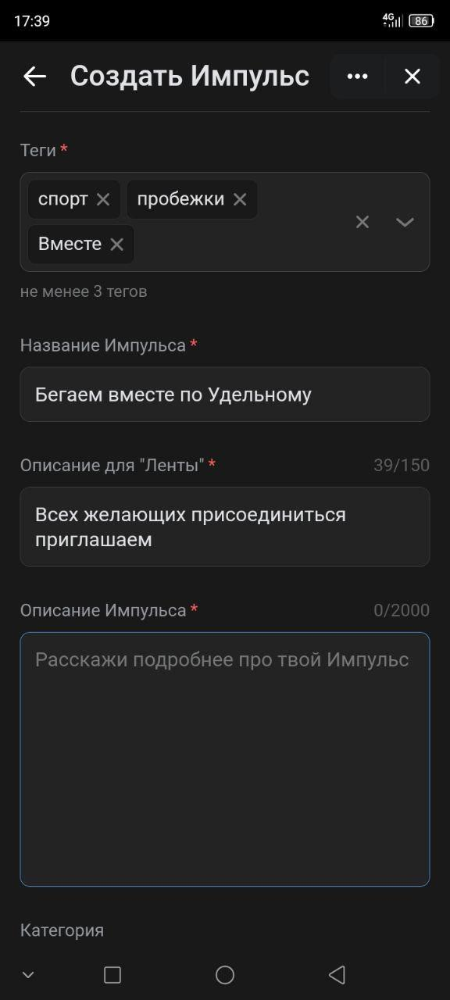 17:39
4G 86
Создать Импульс
Теги *
спорт пробежки
Вместе
не менее 3 тегов
Название Импульса *
Бегаем вместе по Удельному
Описание для "Ленты" * 39/150
Всех желающих присоединиться
приглашаем
Описание Импульса * 0/2000
Расскажи подробнее про твой Импульс
Категория